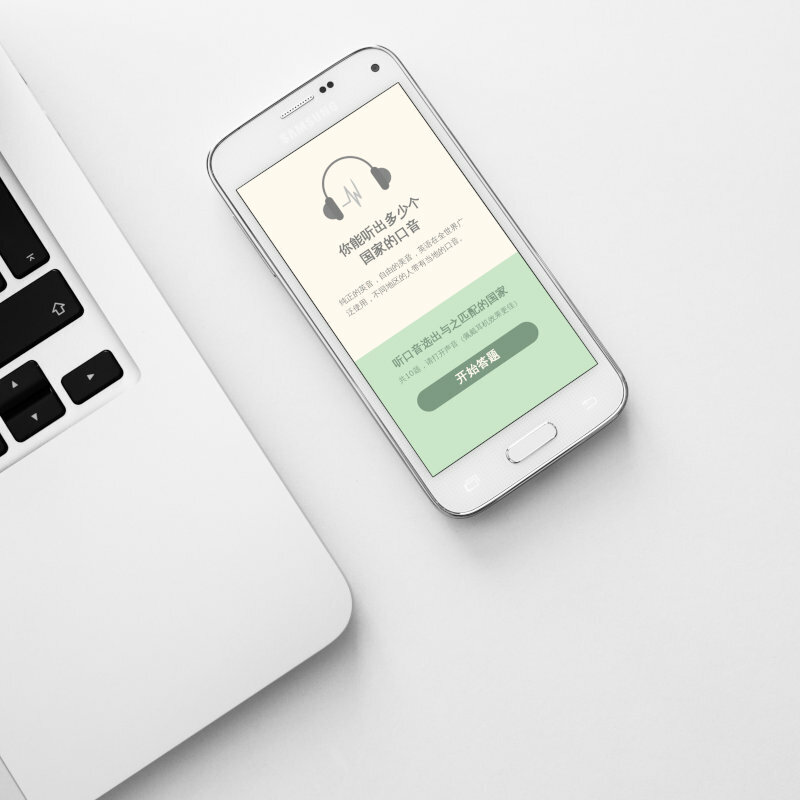 SAMSUNG
你能听出多少个
国家的口音
纯正的英音，自由的美音，英语在全世界广
泛使用，不同地区的人带有当地的口音。
听口音选出与之匹配的国家
共10题，请打开声音（佩戴耳机效果更佳）
开始答题